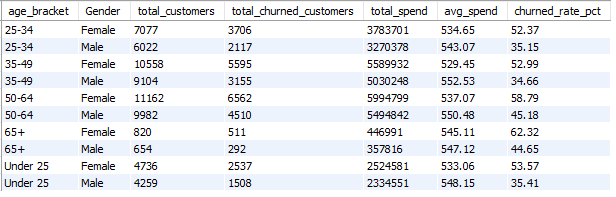 age_bracket Gender total_customers total_churned_customers total_spend avg_spend churned_rate_pct
25-34 Female 7077 3706 3783701 534.65 52.37
25-34 Male 6022 2117 3270378 543.07 35.15
35-49 Female 10558 5595 5589932 529.45 52.99
35-49 Male 9104 3155 5030248 552.53 34.66
50-64 Female 11162 6562 5994799 537.07 58.79
50-64 Male 9982 4510 5494842 550.48 45.18
65+ Female 820 511 446991 545.11 62.32
65+ Male 654 292 357816 547.12 44.65
Under 25 Female 4736 2537 2524581 533.06 53.57
Under 25 Male 4259 1508 2334551 548.15 35.41